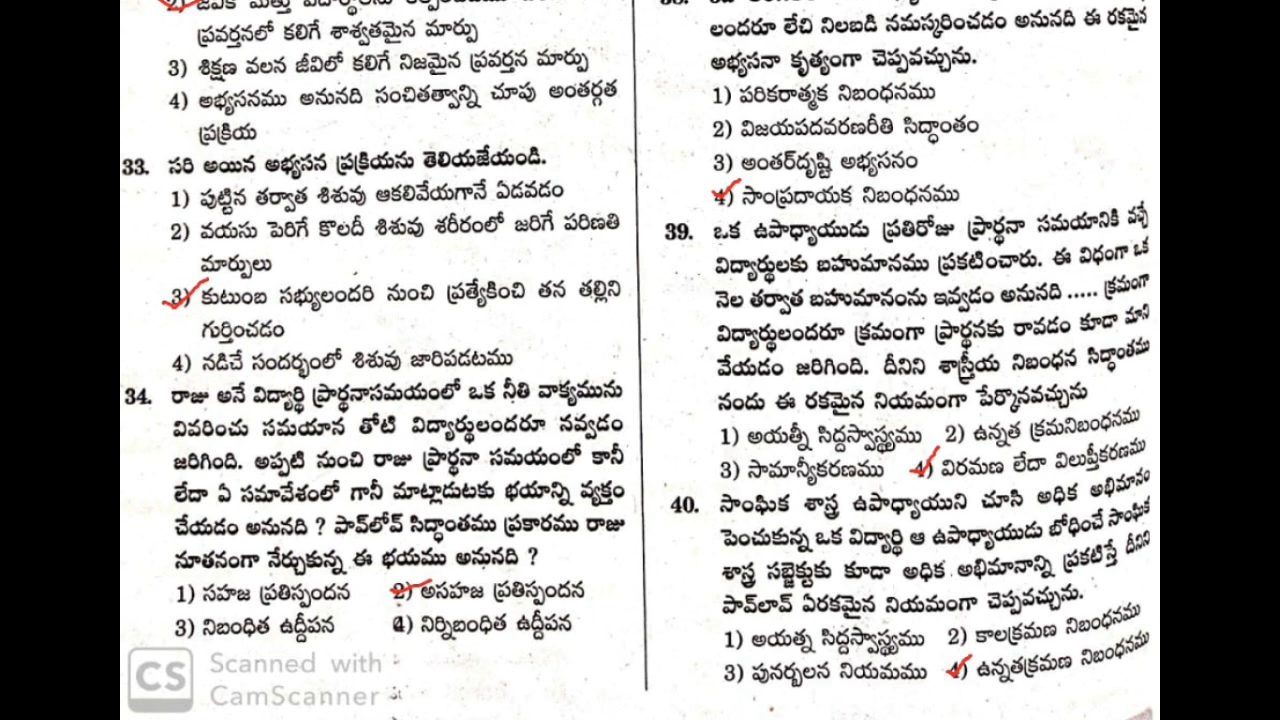 ప్రవర్తనలో కలిగే శాశ్వతమైన మార్పు
3) శిక్షణ వలన జీవిలో కలిగే నిజమైన ప్రవర్తన మార్పు
4) అభ్యసనము అనునది సంచితత్వాన్ని చూపు అంతర్గత
ప్రక్రియ
33. సరి అయిన అభ్యసన ప్రక్రియను తెలియజేయండి.
1) పుట్టిన తర్వాత శిశువు ఆకలివేయగానే ఏడవడం
2) వయసు పెరిగే కొలదీ శిశువు శరీరంలో జరిగే పరిణతి
మార్పులు
3) కుటుంబ సభ్యులందరి నుంచి ప్రత్యేకించి తన తల్లిని
గుర్తించడం
4) నడిచే సందర్భంలో శిశువు జారిపడటము
34. రాజు అనే విద్యార్థి ప్రార్థనాసమయంలో ఒక నీతి వాక్యమును
వివరించు సమయాన తోటి విద్యార్థులందరూ నవ్వడం
జరిగింది. అప్పటి నుంచి రాజు ప్రార్థనా సమయంలో కానీ
లేదా ఏ సమావేశంలో గానీ మాట్లాడుటకు భయాన్ని వ్యక్తం
చేయడం అనునది ? పావ్‌లోవ్ సిద్ధాంతము ప్రకారము రాజు
నూతనంగా నేర్చుకున్న ఈ భయము అనునది ?
1) సహజ ప్రతిస్పందన 2) అసహజ ప్రతిస్పందన
3) నిబంధిత ఉద్దీపన 4) నిర్నిబంధిత ఉద్దీపన
CS Scanned with
CamScanner
లందరూ లేచి నిలబడి నమస్కరించడం అనునది ఈ రకమైన
అభ్యసనా కృత్యంగా చెప్పవచ్చును.
1) పరికరాత్మక నిబంధనము
2) విజయపదవరణరీతి సిద్ధాంతం
3) అంతర్‌దృష్టి అభ్యసనం
4) సాంప్రదాయక నిబంధనము
39. ఒక ఉపాధ్యాయుడు ప్రతిరోజు ప్రార్థనా సమయానికి వచ్చే
విద్యార్థులకు బహుమానము ప్రకటించారు. ఈ విధంగా ఒక
నెల తర్వాత బహుమానంను ఇవ్వడం అనునది ..... క్రమంగా
విద్యార్థులందరూ క్రమంగా ప్రార్థనకు రావడం కూడా మాని
వేయడం జరిగింది. దీనిని శాస్త్రీయ నిబంధన సిద్ధాంతము
నందు ఈ రకమైన నియమంగా పేర్కొనవచ్చును
1) అయత్నీ సిద్దస్వాస్థ్యము 2) ఉన్నత క్రమనిబంధనము
3) సామాన్యీకరణము 4) విరమణ లేదా విలుప్తీకరణము
40. సాంఘిక శాస్త్ర ఉపాధ్యాయుని చూసి అధిక అభిమానం
పెంచుకున్న ఒక విద్యార్థి ఆ ఉపాధ్యాయుడు బోధించే సాంఘిక
శాస్త్ర సబ్జెక్టుకు కూడా అధిక అభిమానాన్ని ప్రకటిస్తే దీనిని
పావ్‌లావ్ ఏరకమైన నియమంగా చెప్పవచ్చును.
1) అయత్న సిద్దస్వాస్థ్యము 2) కాలక్రమణ నిబంధనము
3) పునర్బలన నియమము 4) ఉన్నతక్రమణ నిబంధనము